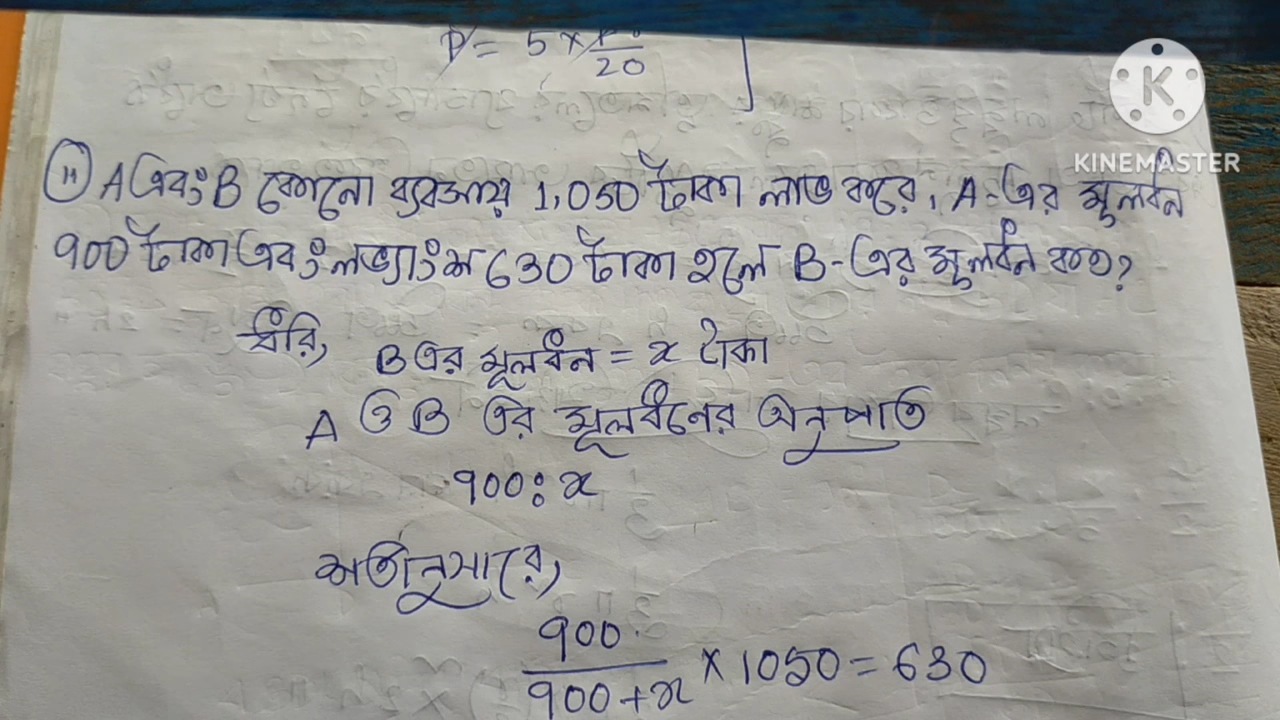 P = 5 × /20
K
KINEMASTER
(ii) A এবং B কোনো ব্যবসায় 1,050 টাকা লাভ করে, A-এর মূলধন
900 টাকা এবং লভ্যাংশ 630 টাকা হলে B-এর মূলধন কত?
ধরি,
B এর মূলধন = x টাকা
A ও B এর মূলধনের অনুপাত
900 : x
শর্তানুসারে,
900/900+x × 1050 = 630